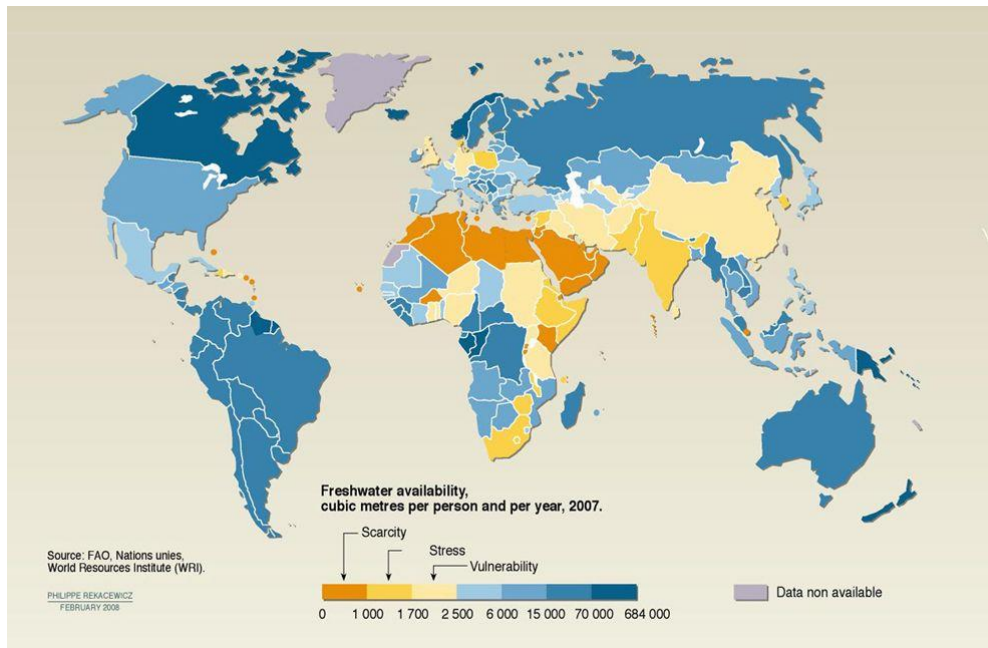 Freshwater availability,
cubic metres per person and per year, 2007.
Scarcity
Stress
Vulnerability
0 1 000 1 700 2 500 6 000 15 000 70 000 684 000
Data non available
Source: FAO, Nations unies,
World Resources Institute (WRI).
PHILIPPE REKACEWICZ
FEBRUARY 2008